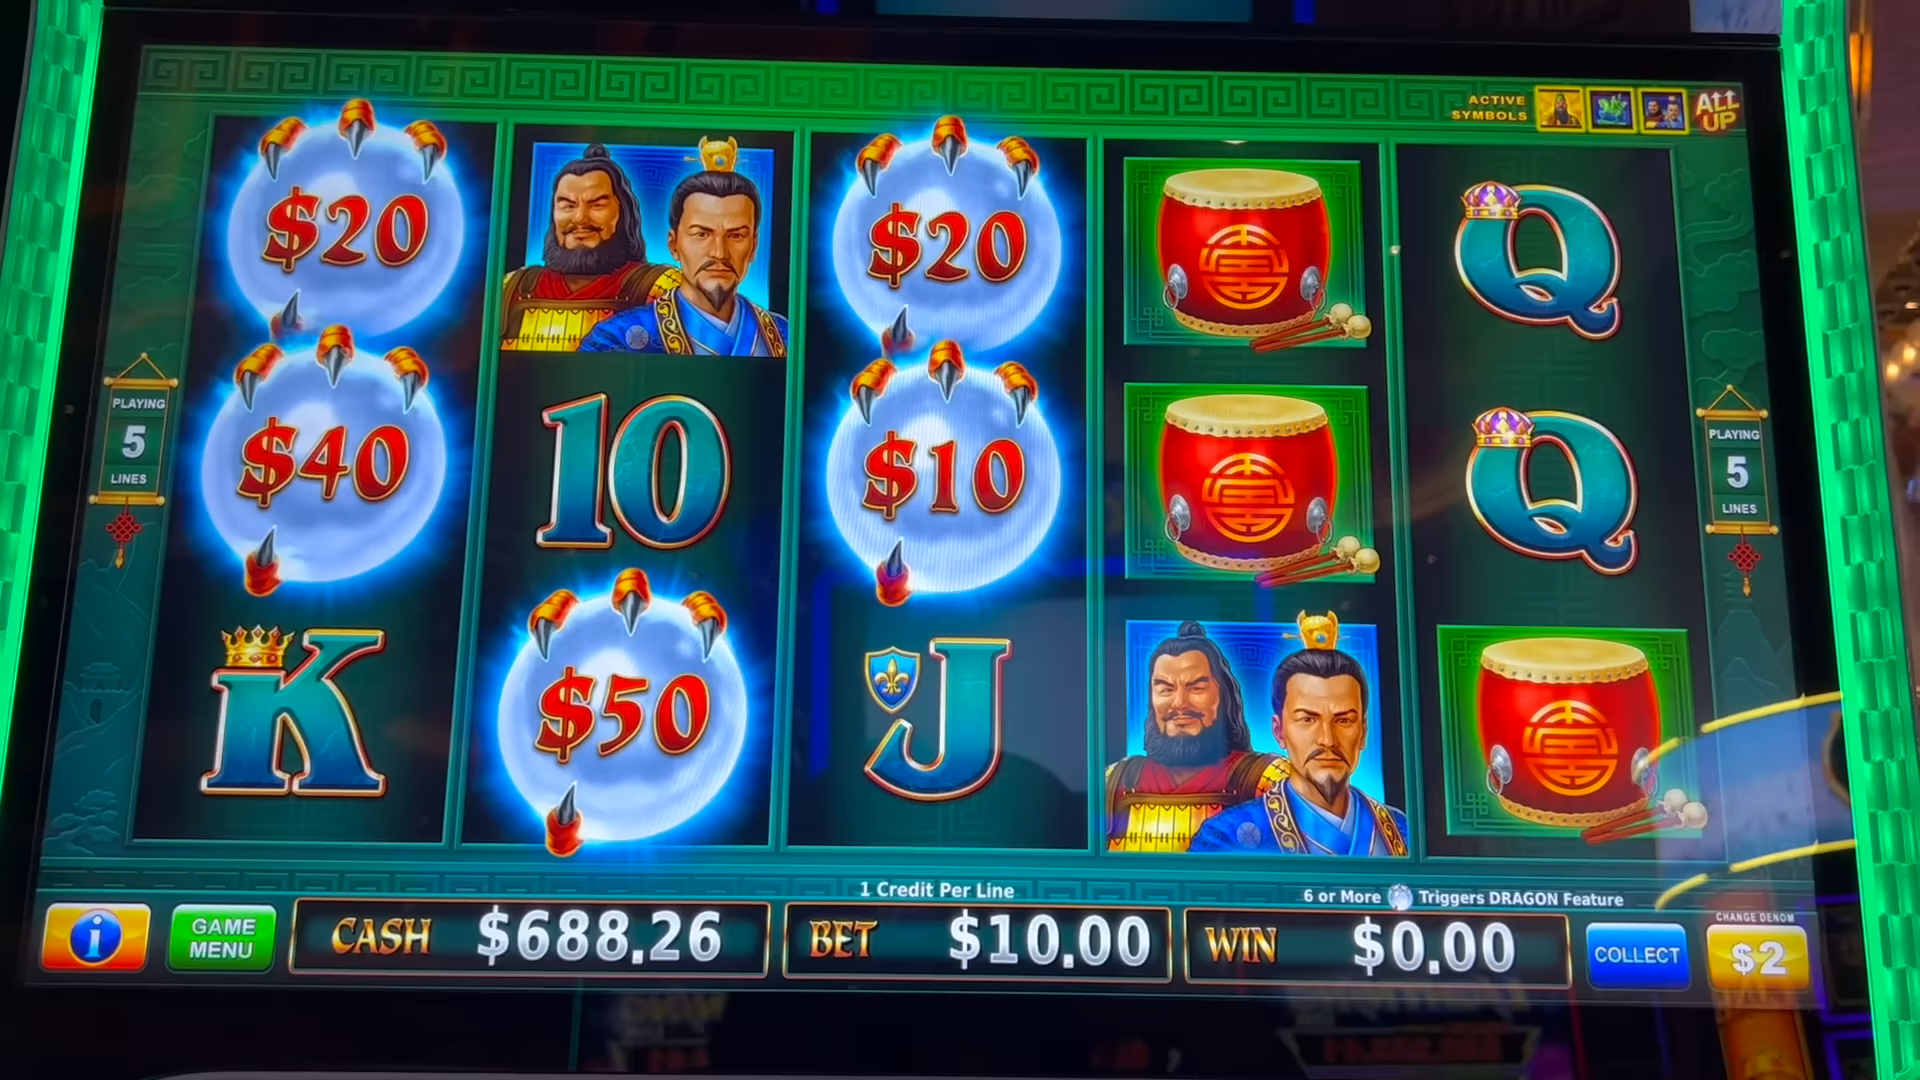 ACTIVE
SYMBOLS
ALL
UP
$20
$20
Q
PLAYING
5
LINES
$40
10
$10
Q
PLAYING
5
LINES
K
$50
J
1 Credit Per Line
6 or More Triggers DRAGON Feature
i
GAME
MENU
CASH $688.26
BET $10.00
WIN $0.00
COLLECT
CHANGE DENOM
$2